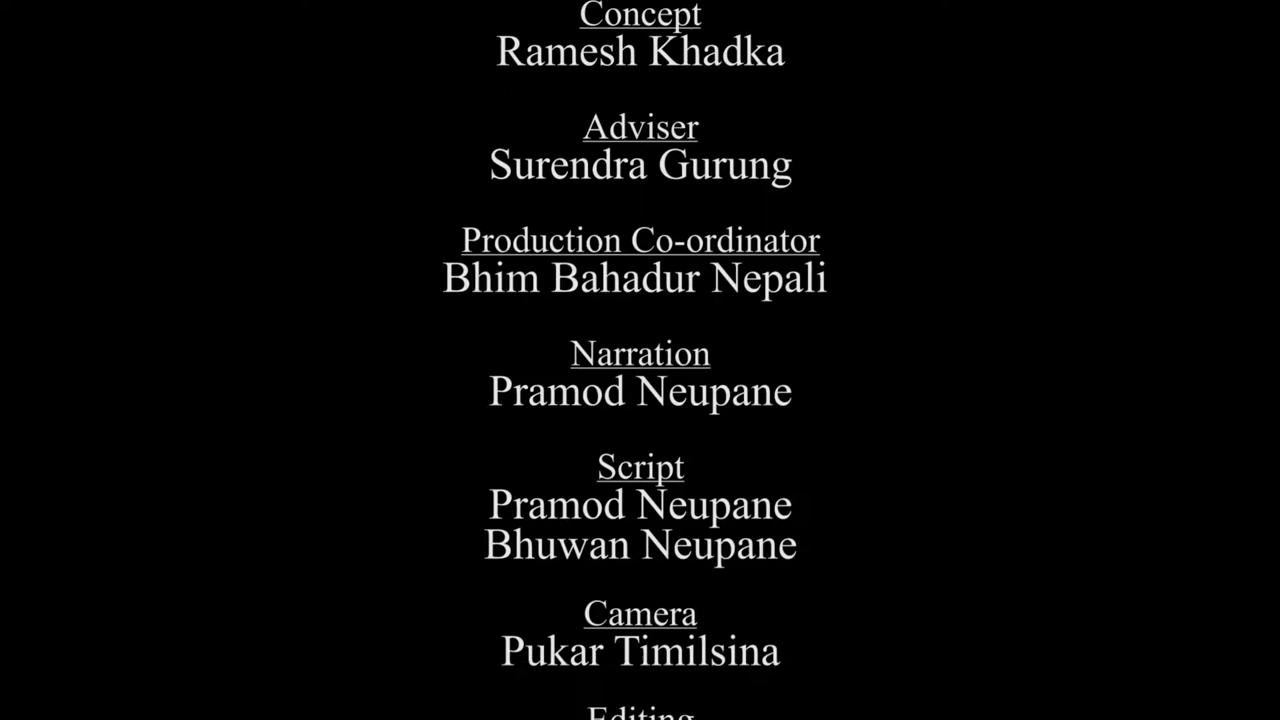 Concept
Ramesh Khadka
Adviser
Surendra Gurung
Production Co-ordinator
Bhim Bahadur Nepali
Narration
Pramod Neupane
Script
Pramod Neupane
Bhuwan Neupane
Camera
Pukar Timilsina
Editing